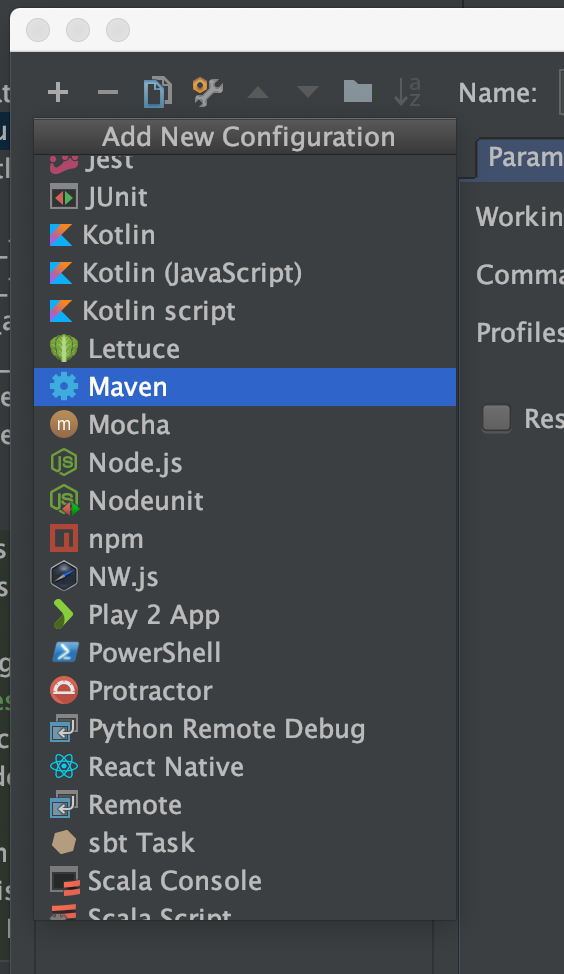 Name:
Add New Configuration
Param
Jest
JUnit
Workin
Kotlin
Kotlin (JavaScript)
Comma
Kotlin script
Profiles
Lettuce
Maven
Res
Mocha
Node.js
Nodeunit
npm
NW.js
Play 2 App
PowerShell
Protractor
Python Remote Debug
React Native
Remote
sbt Task
Scala Console
Scala Script